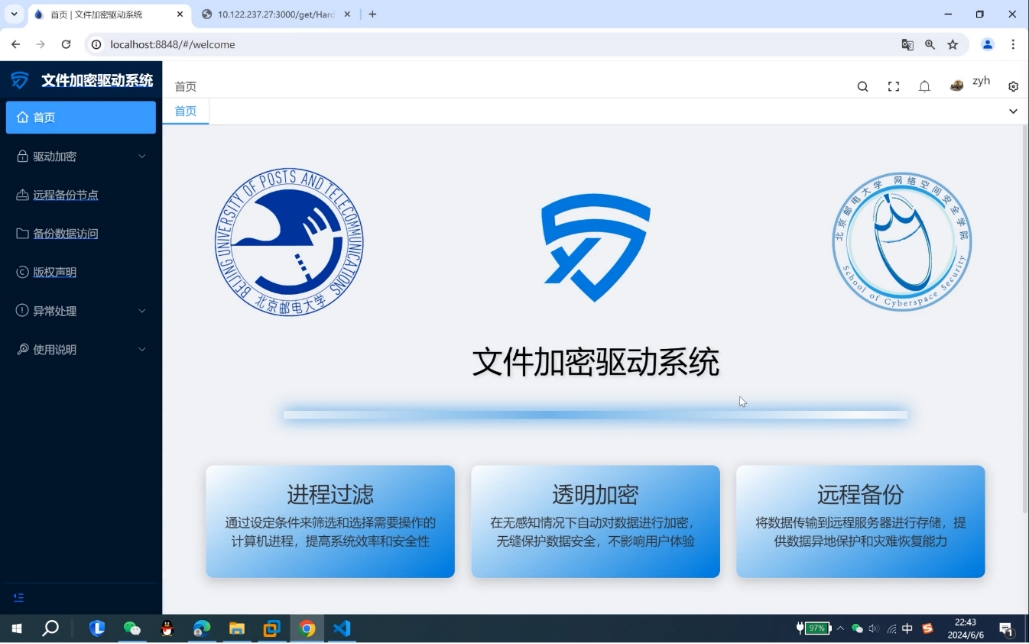 首页 | 文件加密驱动系统
10.122.237.27:3000/get/Hard
localhost:8848/#/welcome
文件加密驱动系统
首页
zyh
首页
首页
驱动加密
远程备份节点
备份数据访问
版权声明
异常处理
使用说明
BEIJING UNIVERSITY OF POSTS AND TELECOMMUNICATIONS
北京邮电大学
北京邮电大学 网络空间安全学院
School of Cyberspace Security
文件加密驱动系统
进程过滤
通过设定条件来筛选和选择需要操作的
计算机进程，提高系统效率和安全性
透明加密
在无感知情况下自动对数据进行加密，
无缝保护数据安全，不影响用户体验
远程备份
将数据传输到远程服务器进行存储，提
供数据异地保护和灾难恢复能力
97%
中
22:43
2024/6/6